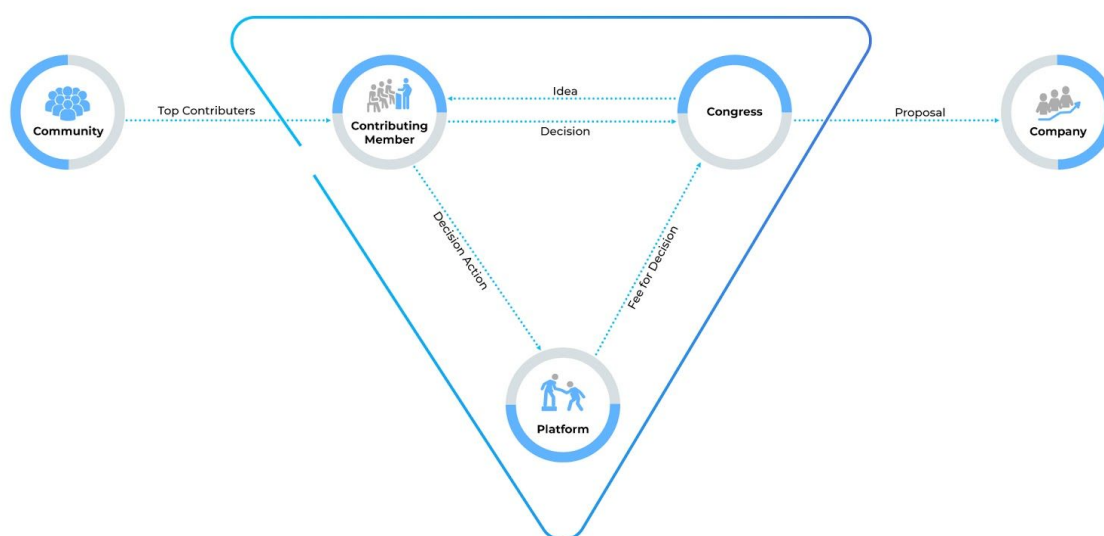 Community
Top Contributers
Contributing
Member
Idea
Decision
Congress
Proposal
Company
Decision Action
Fee for Decision
Platform